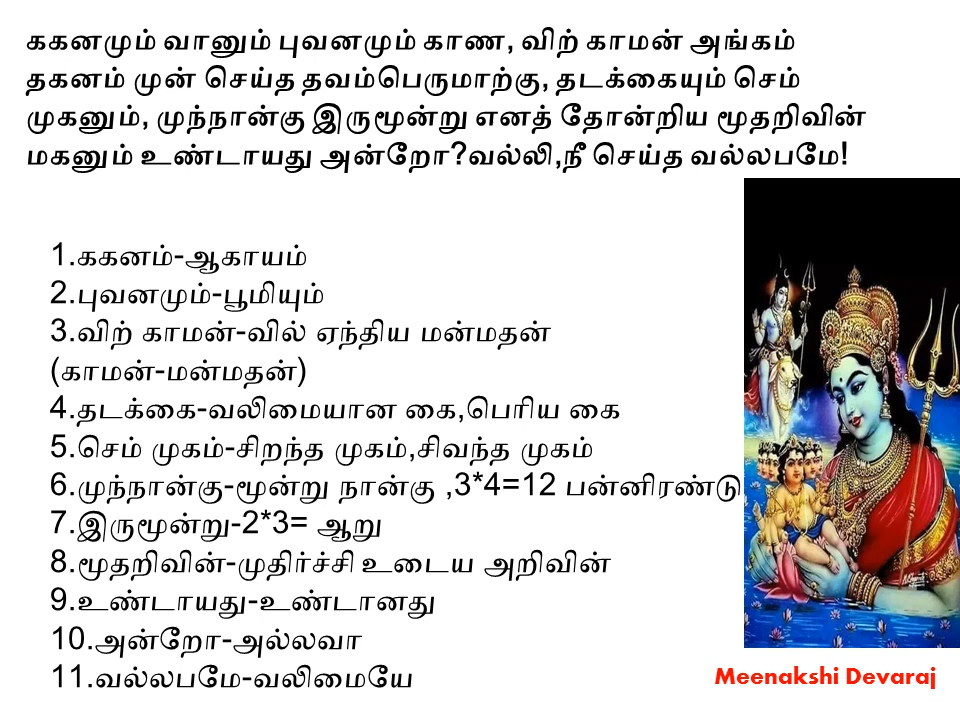 ககனமும் வானும் புவனமும் காண, விற் காமன் அங்கம்
தகனம் முன் செய்த தவம்பெருமாற்கு, தடக்கையும் செம்
முகனும், முந்நான்கு இருமூன்று எனத் தோன்றிய மூதறிவின்
மகனும் உண்டாயது அன்றோ?வல்லி,நீ செய்த வல்லபமே!
1.ககனம்-ஆகாயம்
2.புவனமும்-பூமியும்
3.விற் காமன்-வில் ஏந்திய மன்மதன்
(காமன்-மன்மதன்)
4.தடக்கை-வலிமையான கை,பெரிய கை
5.செம் முகம்-சிறந்த முகம்,சிவந்த முகம்
6.முந்நான்கு-மூன்று நான்கு ,3*4=12 பன்னிரண்டு
7.இருமூன்று-2*3= ஆறு
8.மூதறிவின்-முதிர்ச்சி உடைய அறிவின்
9.உண்டாயது-உண்டானது
10.அன்றோ-அல்லவா
11.வல்லபமே-வலிமையே
Meenakshi Devaraj